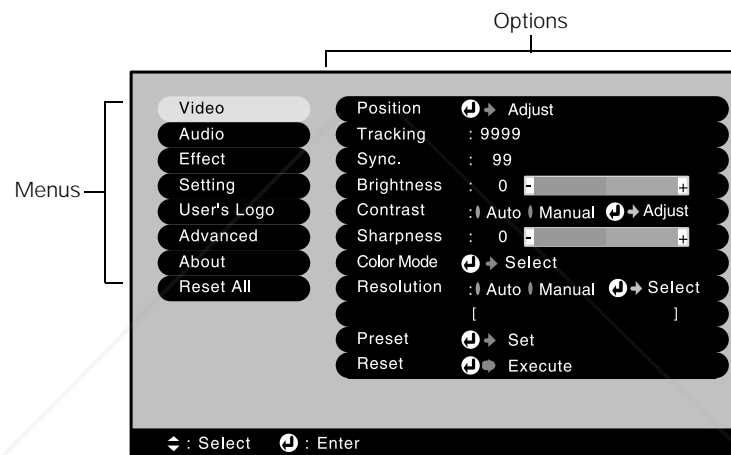 Options
Menus
Video
Audio
Effect
Setting
User's Logo
Advanced
About
Reset All
Position Adjust
Tracking : 9999
Sync. : 99
Brightness : 0 - +
Contrast : Auto Manual Adjust
Sharpness : 0 - +
Color Mode Select
Resolution : Auto Manual Select
[ ]
Preset Set
Reset Execute
: Select : Enter